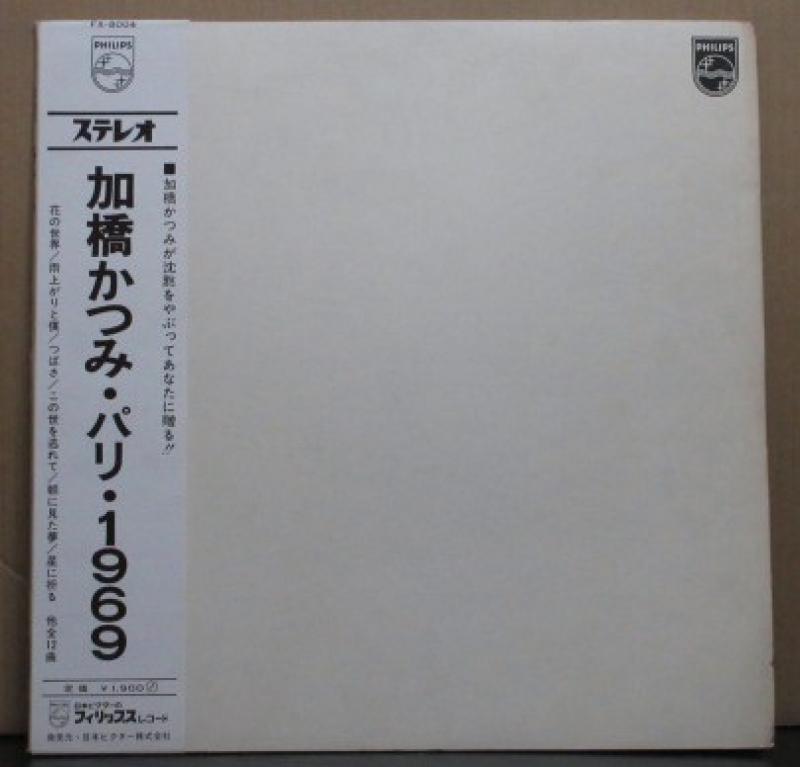 FX-8004
PHILIPS
PHILIPS
ステレオ
■加橋かつみが沈黙をやぶってあなたに贈る!!
加橋かつみ・パリ・1969
花の世界/雨上がりと僕/つばさ/この世を逃れて/朝に見た夢/星に祈る 他全12曲
定価 ¥1,900
日本ビクターの
フィリップスレコード
発売元・日本ビクター株式会社